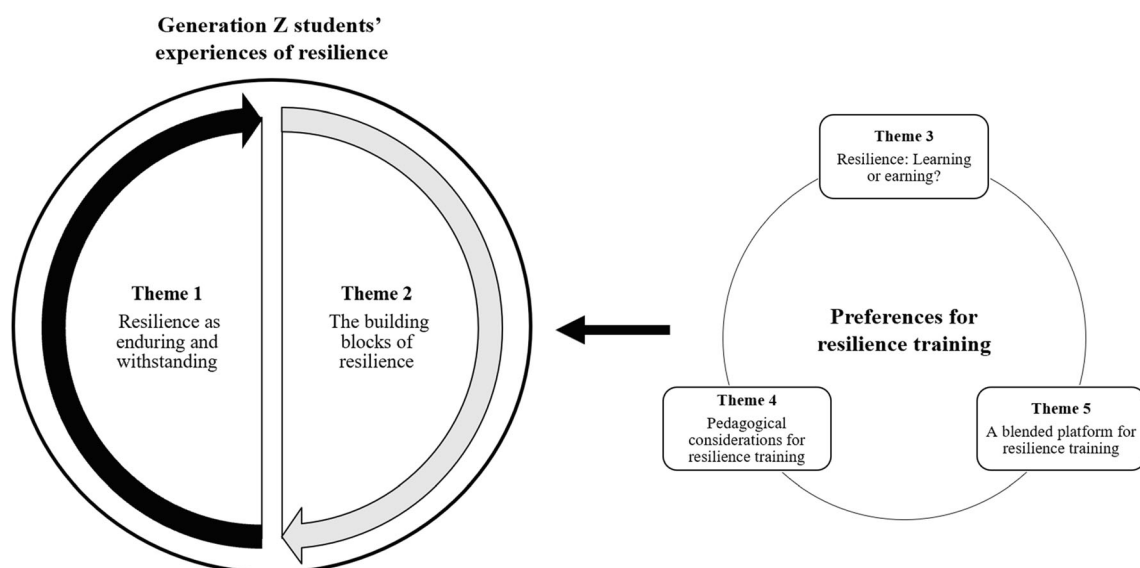 Generation Z students’
experiences of resilience
Theme 1
Resilience as
enduring and
withstanding
Theme 2
The building
blocks of
resilience
Theme 3
Resilience: Learning
or earning?
Preferences for
resilience training
Theme 4
Pedagogical
considerations for
resilience training
Theme 5
A blended platform for
resilience training